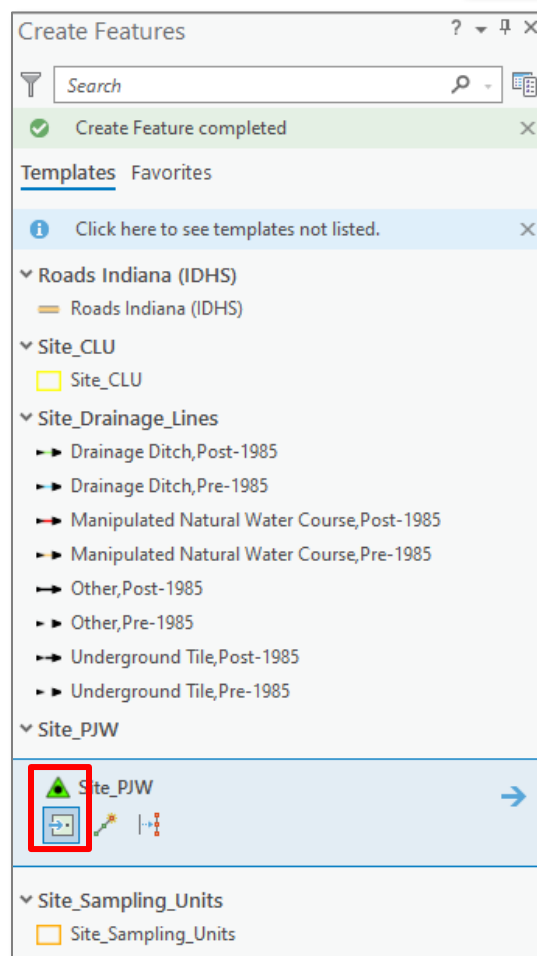 Create Features
?
Search
Create Feature completed
Templates Favorites
Click here to see templates not listed.
Roads Indiana (IDHS)
Roads Indiana (IDHS)
Site_CLU
Site_CLU
Site_Drainage_Lines
Drainage Ditch,Post-1985
Drainage Ditch,Pre-1985
Manipulated Natural Water Course,Post-1985
Manipulated Natural Water Course,Pre-1985
Other,Post-1985
Other,Pre-1985
Underground Tile,Post-1985
Underground Tile,Pre-1985
Site_PJW
Site_PJW
Site_Sampling_Units
Site_Sampling_Units